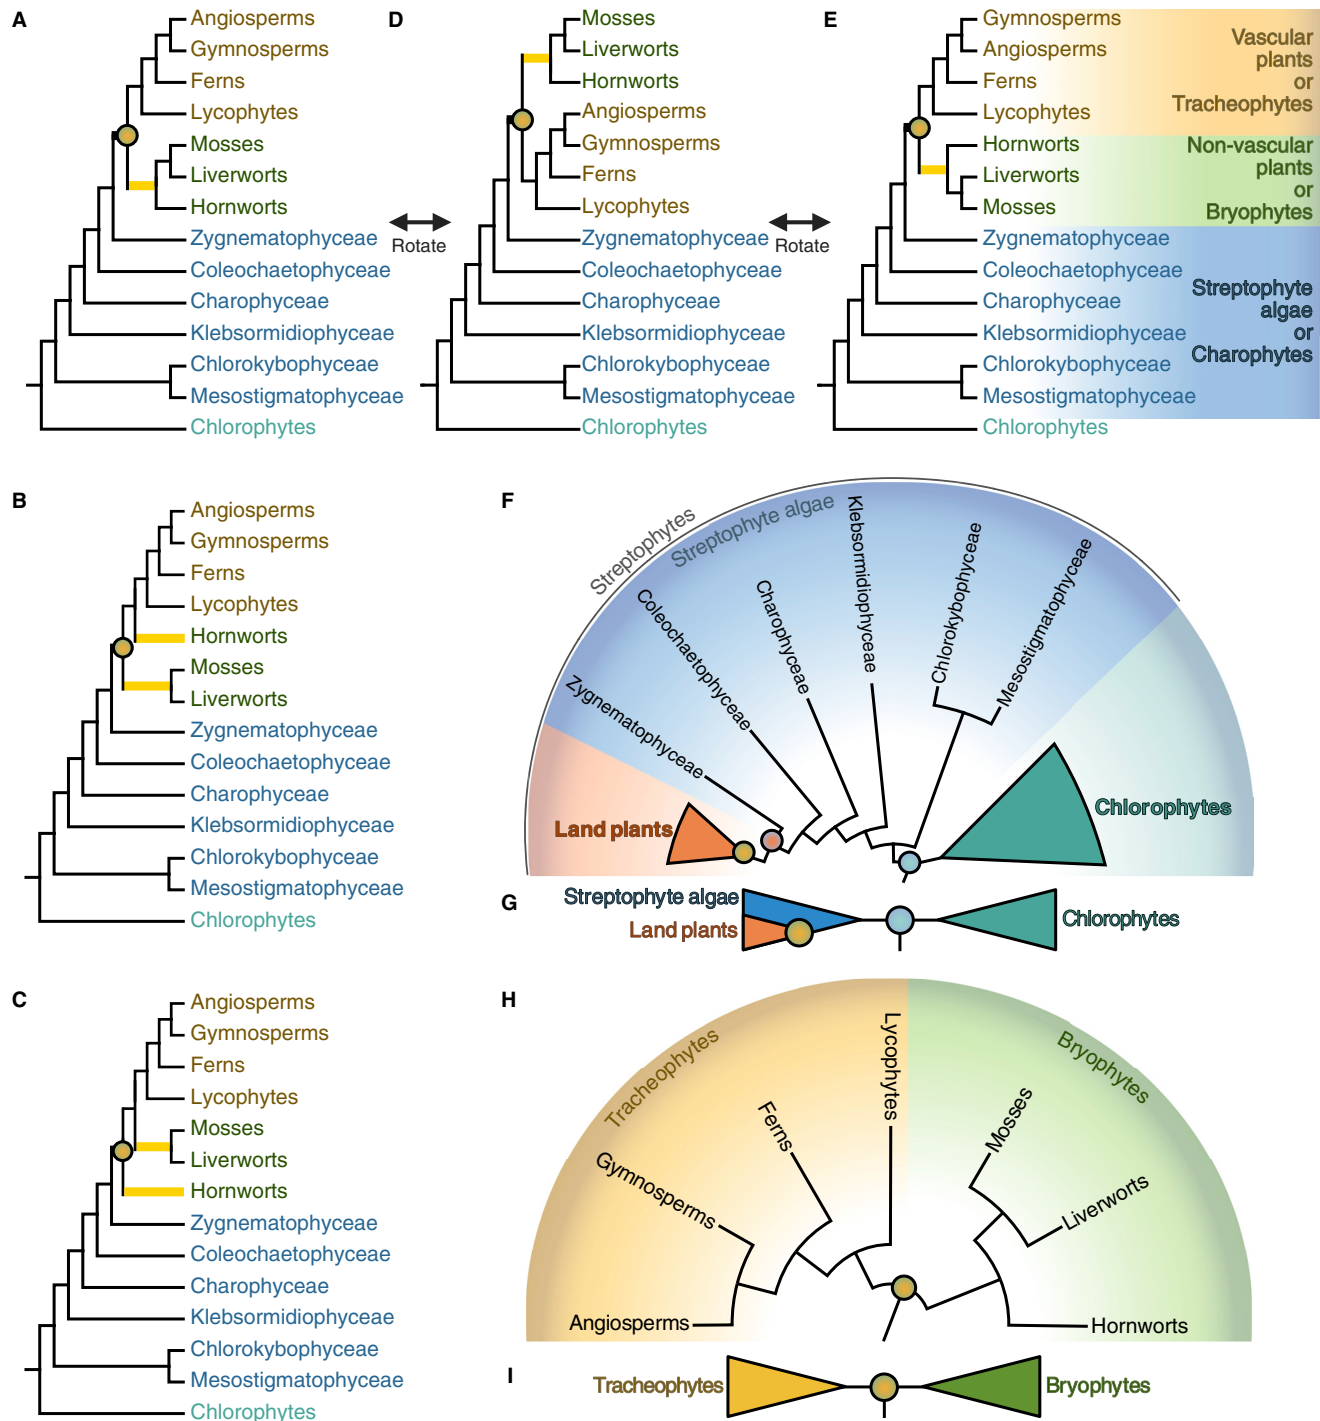 A
Angiosperms
Gymnosperms
Ferns
Lycophytes
Mosses
Liverworts
Hornworts
Zygnematophyceae
Coleochaetophyceae
Charophyceae
Klebsormidiophyceae
Chlorokybophyceae
Mesostigmatophyceae
Chlorophytes
Rotate
D
Mosses
Liverworts
Hornworts
Angiosperms
Gymnosperms
Ferns
Lycophytes
Zygnematophyceae
Coleochaetophyceae
Charophyceae
Klebsormidiophyceae
Chlorokybophyceae
Mesostigmatophyceae
Chlorophytes
Rotate
E
Gymnosperms
Angiosperms
Ferns
Lycophytes
Hornworts
Liverworts
Mosses
Zygnematophyceae
Coleochaetophyceae
Charophyceae
Klebsormidiophyceae
Chlorokybophyceae
Mesostigmatophyceae
Chlorophytes
Vascular
plants
or
Tracheophytes
Non-vascular
plants
or
Bryophytes
Streptophyte
algae
or
Charophytes
B
Angiosperms
Gymnosperms
Ferns
Lycophytes
Hornworts
Mosses
Liverworts
Zygnematophyceae
Coleochaetophyceae
Charophyceae
Klebsormidiophyceae
Chlorokybophyceae
Mesostigmatophyceae
Chlorophytes
C
Angiosperms
Gymnosperms
Ferns
Lycophytes
Mosses
Liverworts
Hornworts
Zygnematophyceae
Coleochaetophyceae
Charophyceae
Klebsormidiophyceae
Chlorokybophyceae
Mesostigmatophyceae
Chlorophytes
F
Streptophytes
Streptophyte algae
Land plants
Zygnematophyceae
Coleochaetophyceae
Charophyceae
Klebsormidiophyceae
Chlorokybophyceae
Mesostigmatophyceae
Chlorophytes
G
Streptophyte algae
Land plants
Chlorophytes
H
Tracheophytes
Bryophytes
Angiosperms
Gymnosperms
Ferns
Lycophytes
Mosses
Liverworts
Hornworts
I
Tracheophytes
Bryophytes